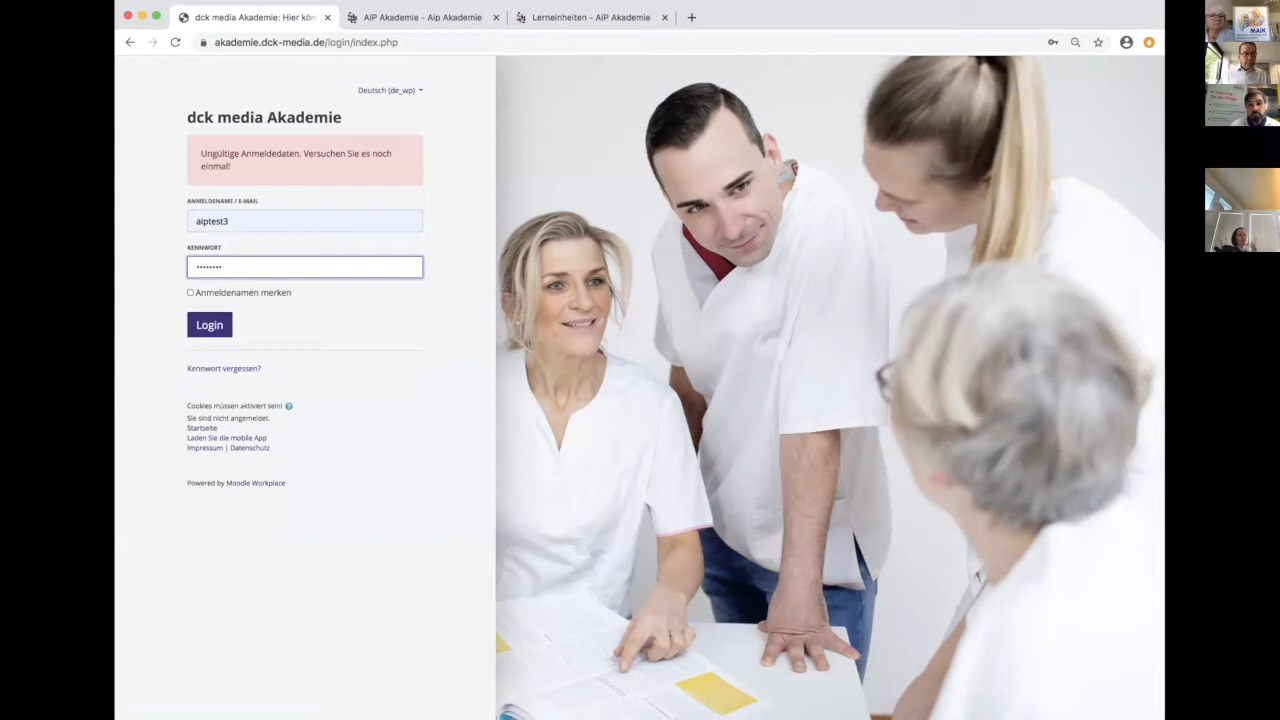 dck media Akademie: Hier kön
AIP Akademie - Aip Akademie
Lerneinheiten - AIP Akademie
akademie.dck-media.de/login/index.php
Deutsch (de_wp)
dck media Akademie
Ungültige Anmeldedaten. Versuchen Sie es noch
einmal!
ANMELDENAME / E-MAIL
aiptest3
KENNWORT
Anmeldenamen merken
Login
Kennwort vergessen?
Cookies müssen aktiviert sein!
Sie sind nicht angemeldet.
Startseite
Laden Sie die mobile App
Impressum | Datenschutz
Powered by Moodle Workplace
MAIK